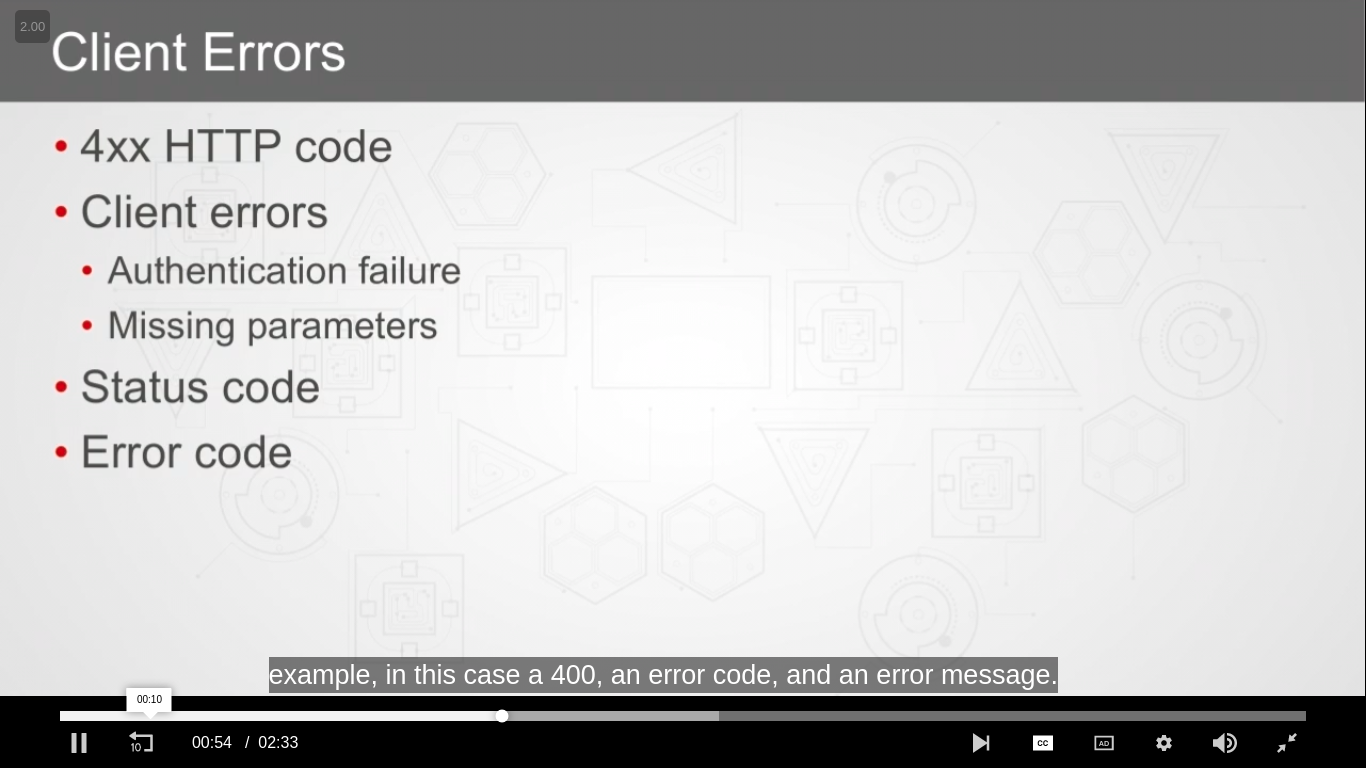 2.00
Client Errors
• 4xx HTTP code
• Client errors
• Authentication failure
• Missing parameters
• Status code
• Error code
example, in this case a 400, an error code, and an error message.
00:10
10
00:54 / 02:33
CC
AD